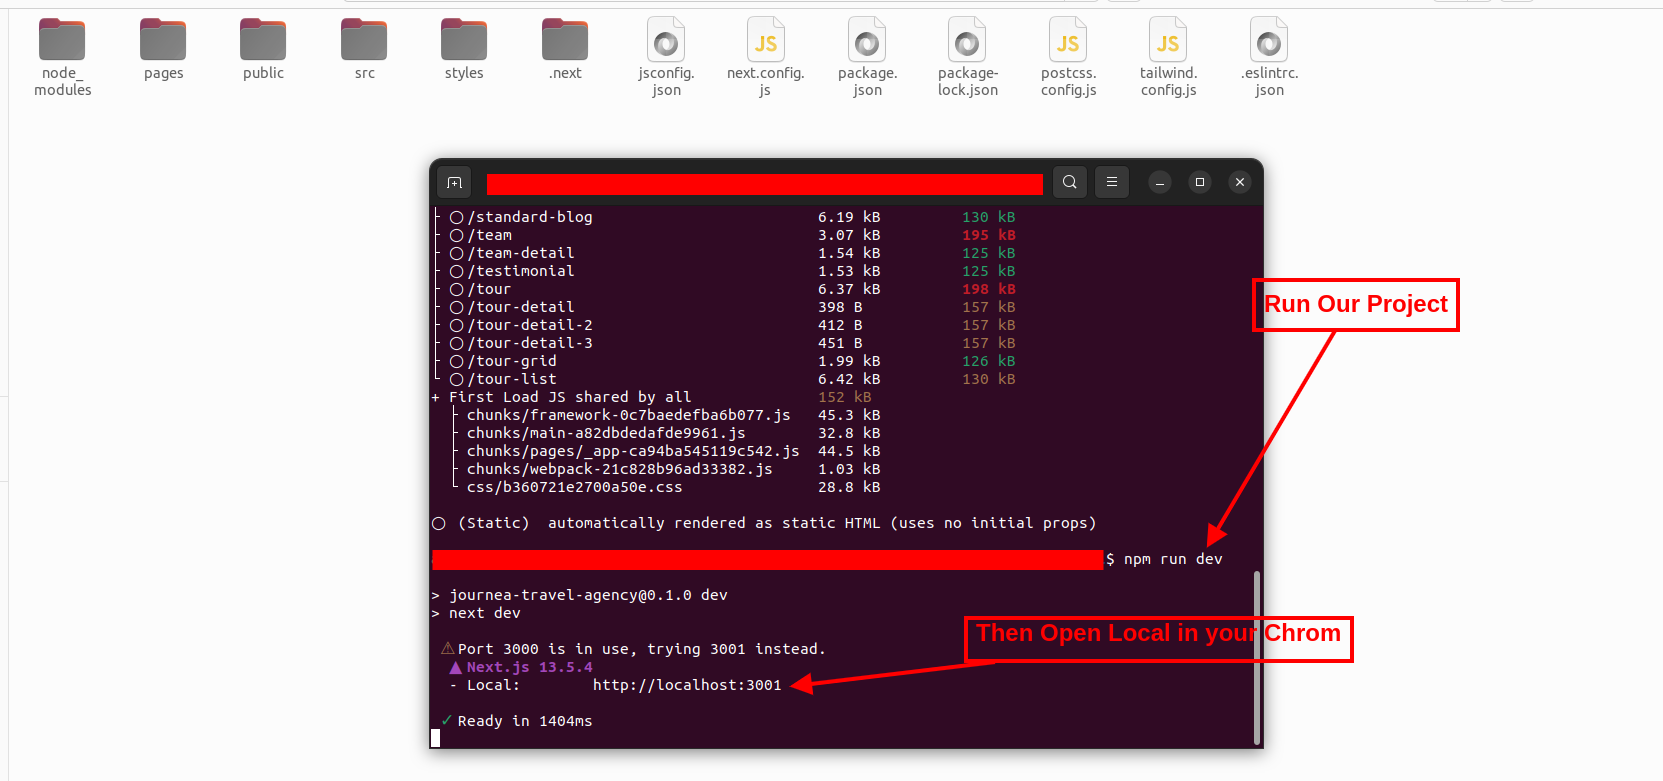 node_
modules
pages
public
src
styles
.next
jsconfig.
json
JS
next.config.
js
package.
json
package-
lock.json
JS
postcss.
config.js
JS
tailwind.
config.js
.eslintrc.
json
/standard-blog 6.19 kB 130 kB
/team 3.07 kB 195 kB
/team-detail 1.54 kB 125 kB
/testimonial 1.53 kB 125 kB
/tour 6.37 kB 198 kB
/tour-detail 398 B 157 kB
/tour-detail-2 412 B 157 kB
/tour-detail-3 451 B 157 kB
/tour-grid 1.99 kB 126 kB
/tour-list 6.42 kB 130 kB
+ First Load JS shared by all 152 kB
chunks/framework-0c7baedefba6b077.js 45.3 kB
chunks/main-a82dbdedafde9961.js 32.8 kB
chunks/pages/_app-ca94ba545119c542.js 44.5 kB
chunks/webpack-21c828b96ad33382.js 1.03 kB
css/b360721e2700a50e.css 28.8 kB
(Static) automatically rendered as static HTML (uses no initial props)
Run Our Project
$ npm run dev
> journea-travel-agency@0.1.0 dev
> next dev
Then Open Local in your Chrom
⚠ Port 3000 is in use, trying 3001 instead.
▲ Next.js 13.5.4
- Local: http://localhost:3001
✓ Ready in 1404ms